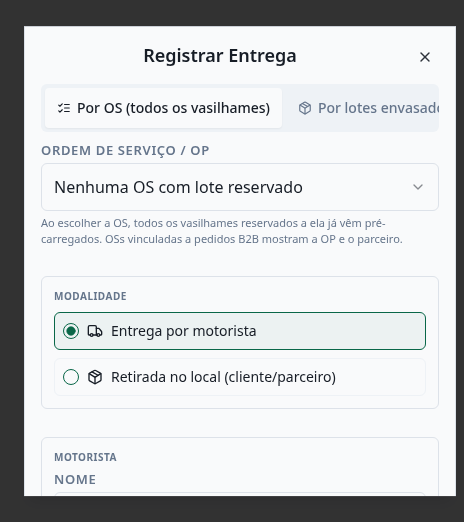 Registrar Entrega
Por OS (todos os vasilhames)
Por lotes envasad
ORDEM DE SERVIÇO / OP
Nenhuma OS com lote reservado
Ao escolher a OS, todos os vasilhames reservados a ela já vêm pré-
carregados. OSs vinculadas a pedidos B2B mostram a OP e o parceiro.
MODALIDADE
Entrega por motorista
Retirada no local (cliente/parceiro)
MOTORISTA
NOME